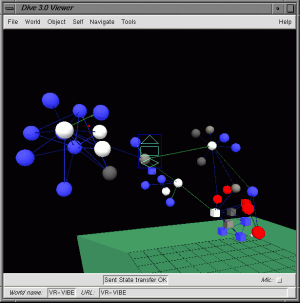 Dive 3.0 Viewer
File World Object Self Navigate Tools Help
Sent State transfer OK
Mic:
World name: VR-VIBE URL: VR-VIBE